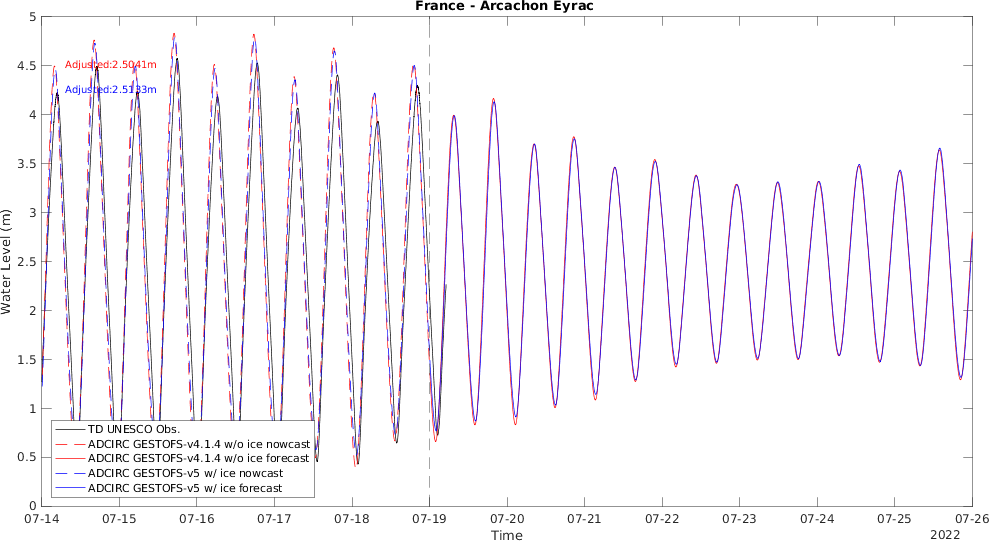 France - Arcachon Eyrac
5
4.5
4
3.5
3
2.5
2
1.5
1
0.5
0
Water Level (m)
Adjusted:2.5041m
Adjusted:2.5133m
TD UNESCO Obs.
ADCIRC GESTOFS-v4.1.4 w/o ice nowcast
ADCIRC GESTOFS-v4.1.4 w/o ice forecast
ADCIRC GESTOFS-v5 w/ ice nowcast
ADCIRC GESTOFS-v5 w/ ice forecast
07-14 07-15 07-16 07-17 07-18 07-19 07-20 07-21 07-22 07-23 07-24 07-25 07-26
Time
2022